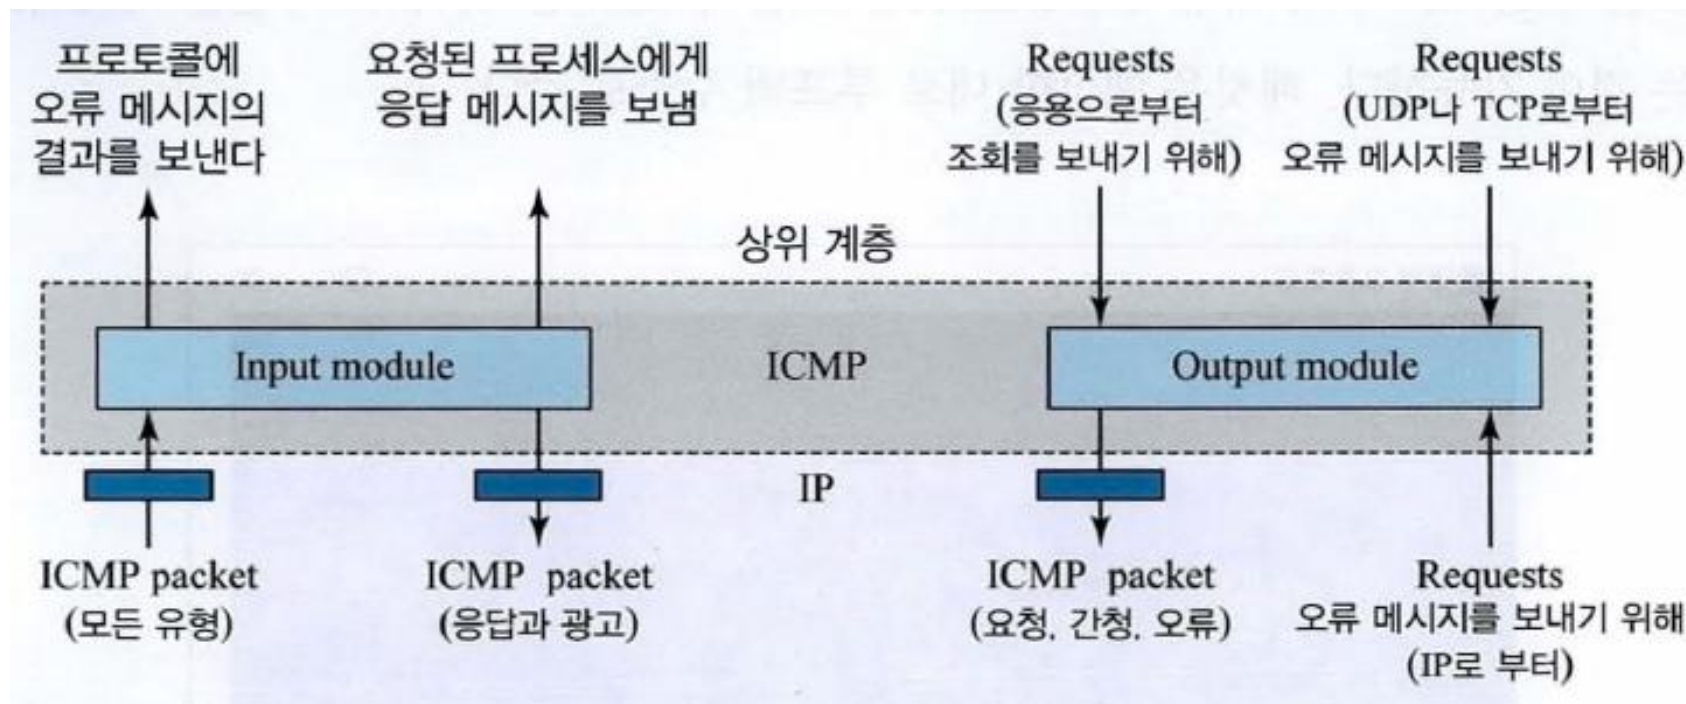 프로토콜에
오류 메시지의
결과를 보낸다
요청된 프로세스에게
응답 메시지를 보냄
Requests
(응용으로부터
조회를 보내기 위해)
Requests
(UDP나 TCP로부터
오류 메시지를 보내기 위해)
상위 계층
Input module
ICMP
Output module
IP
ICMP packet
(모든 유형)
ICMP packet
(응답과 광고)
ICMP packet
(요청, 간청, 오류)
Requests
오류 메시지를 보내기 위해
(IP로 부터)